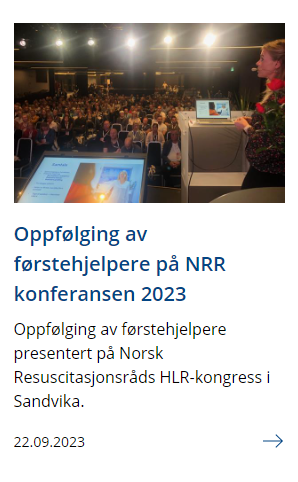 Oppfølging av
førstehjelpere på NRR
konferansen 2023
Oppfølging av førstehjelpere
presentert på Norsk
Resuscitasjonsråds HLR-kongress i
Sandvika.
22.09.2023